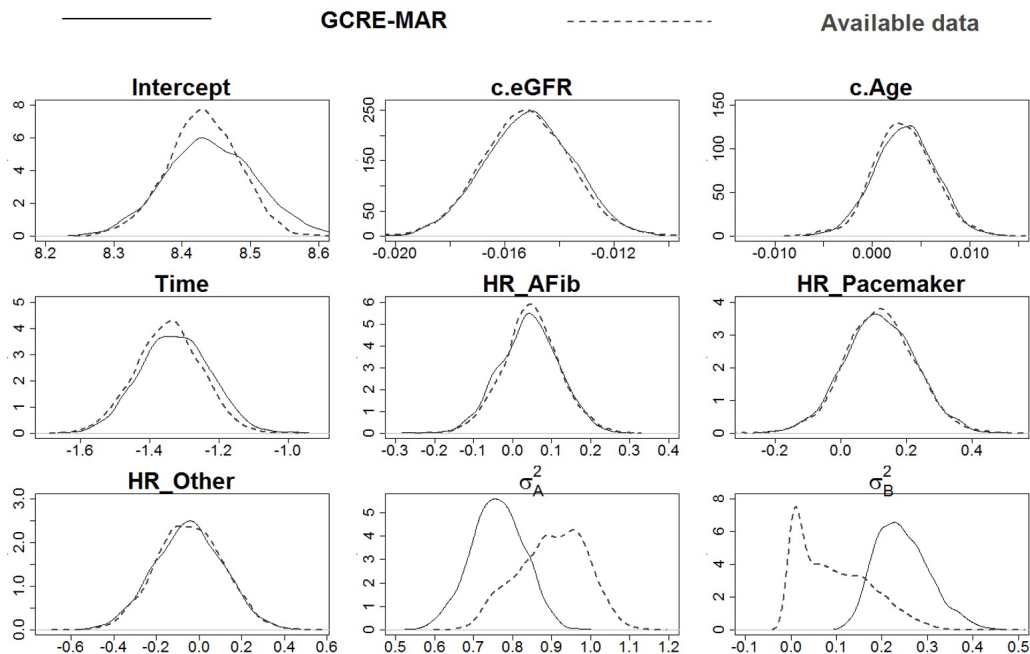 GCRE-MAR Available data
Intercept c.eGFR c.Age
0 2 4 6 8
8.2 8.3 8.4 8.5 8.6
0 50 150 250
-0.020 -0.016 -0.012
0 50 100 150
-0.010 0.000 0.010
Time HR_AFib HR_Pacemaker
0 1 2 3 4 5
-1.6 -1.4 -1.2 -1.0
0 1 2 3 4 5 6
-0.3 -0.2 -0.1 0.0 0.1 0.2 0.3 0.4
0 1 2 3 4
-0.2 0.0 0.2 0.4
HR_Other σ²_A σ²_B
0.0 1.0 2.0 3.0
-0.6 -0.4 -0.2 0.0 0.2 0.4 0.6
0 1 2 3 4 5
0.5 0.6 0.7 0.8 0.9 1.0 1.1 1.2
0 2 4 6 8
-0.1 0.0 0.1 0.2 0.3 0.4 0.5